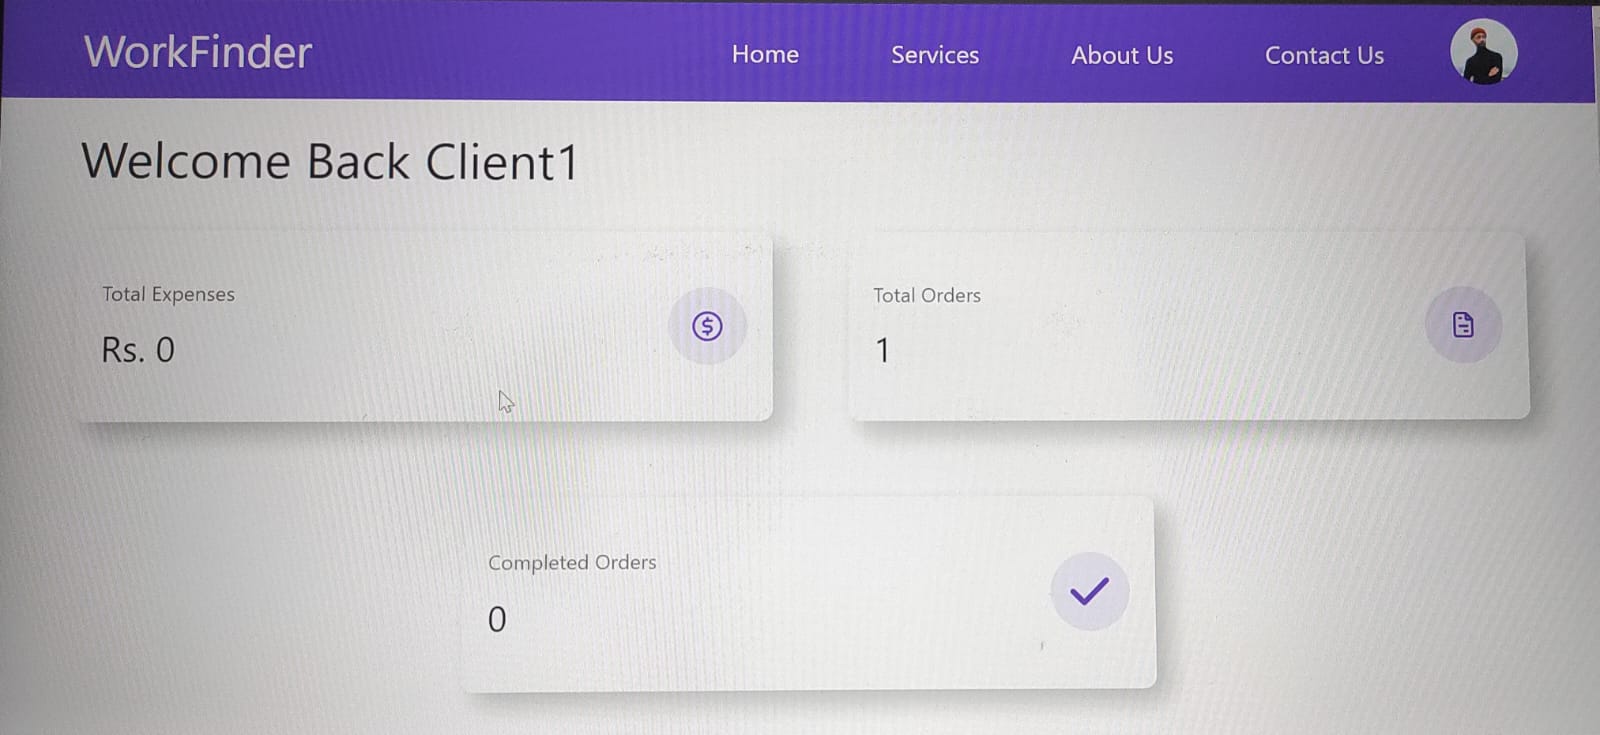 WorkFinder
Home
Services
About Us
Contact Us
Welcome Back Client1
Total Expenses
Rs. 0
Total Orders
1
Completed Orders
0